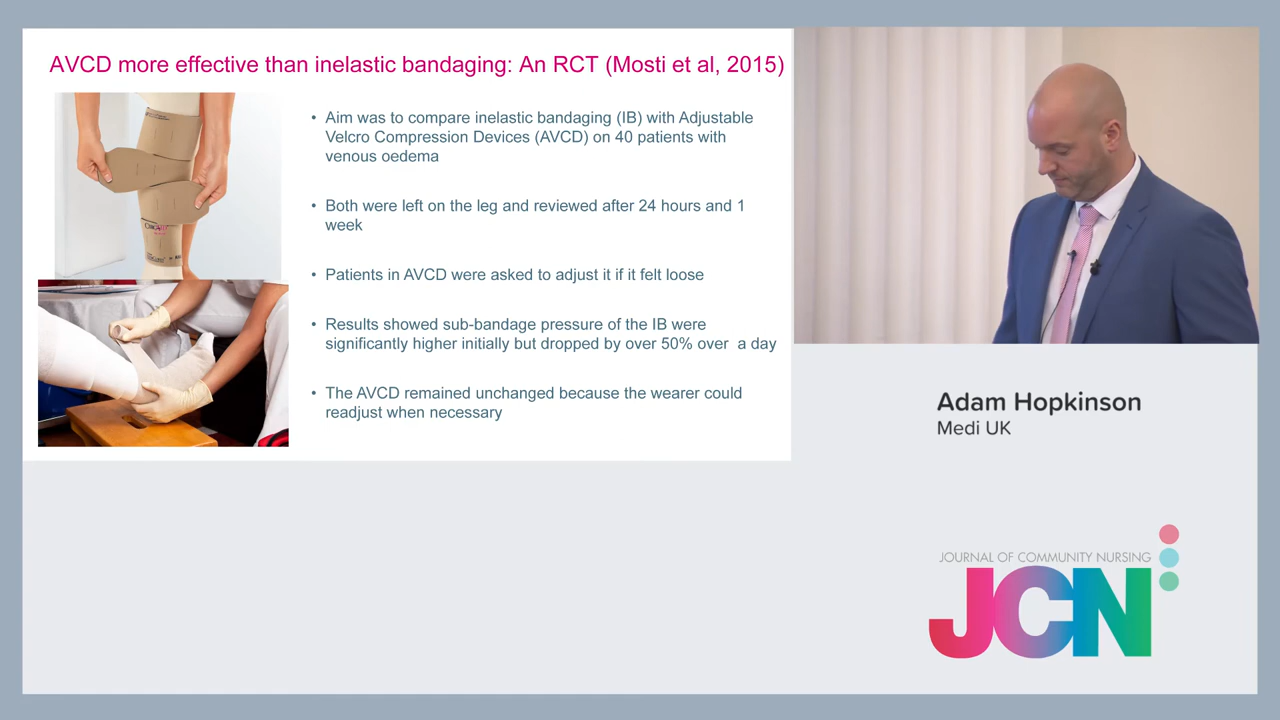 AVCD more effective than inelastic bandaging: An RCT (Mosti et al, 2015)
• Aim was to compare inelastic bandaging (IB) with Adjustable
Velcro Compression Devices (AVCD) on 40 patients with
venous oedema
• Both were left on the leg and reviewed after 24 hours and 1
week
• Patients in AVCD were asked to adjust it if it felt loose
• Results showed sub-bandage pressure of the IB were
significantly higher initially but dropped by over 50% over a day
• The AVCD remained unchanged because the wearer could
readjust when necessary
Adam Hopkinson
Medi UK
JOURNAL OF COMMUNITY NURSING
JCN